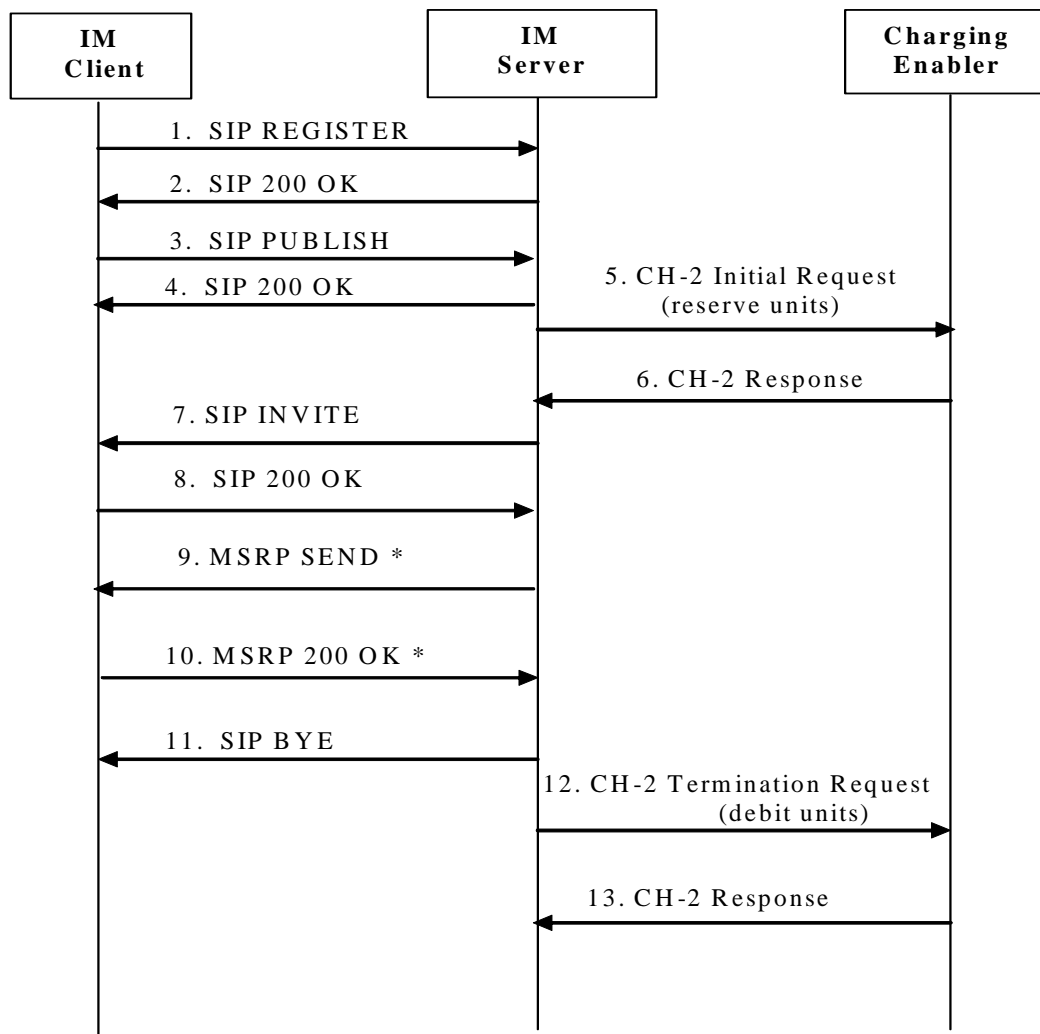 IM
Client
IM
Server
Charging
Enabler
1. SIP REGISTER
2. SIP 200 OK
3. SIP PUBLISH
4. SIP 200 OK
5. CH-2 Initial Request
(reserve units)
6. CH-2 Response
7. SIP INVITE
8. SIP 200 OK
9. MSRP SEND *
10. MSRP 200 OK *
11. SIP BYE
12. CH-2 Termination Request
(debit units)
13. CH-2 Response